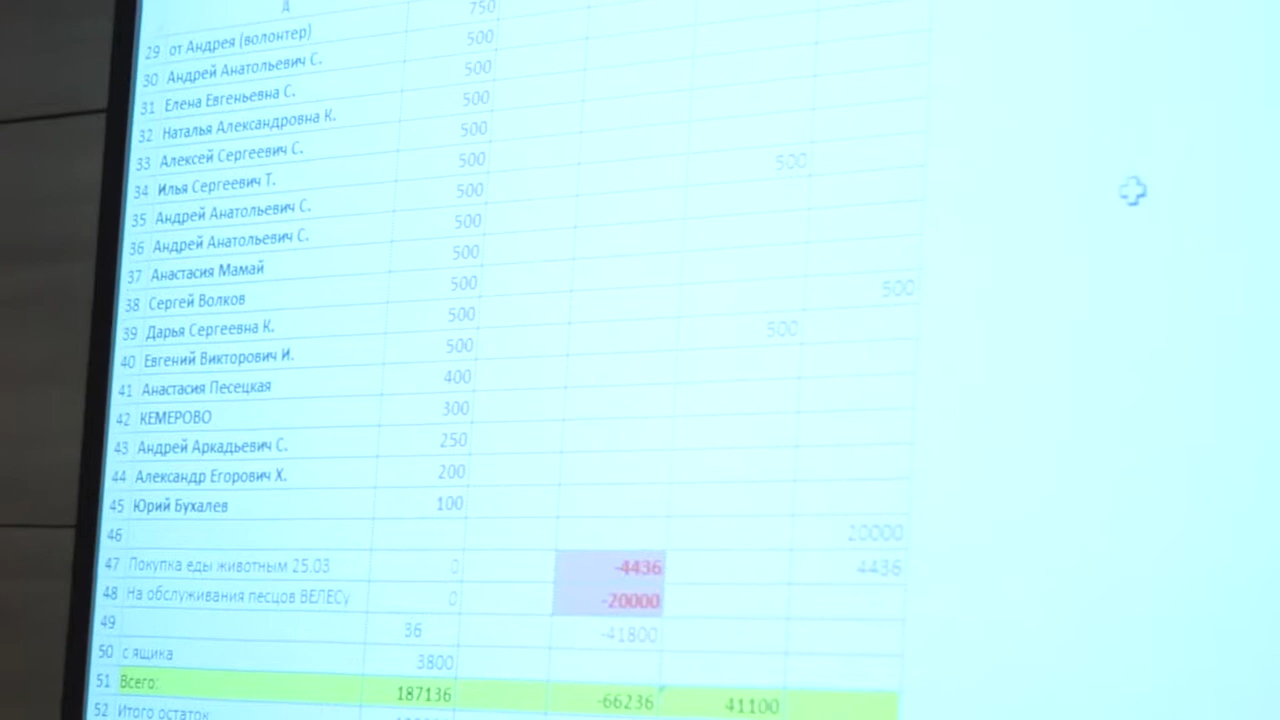 29 от Андрея (волонтер) 750
30 Андрей Анатольевич С. 500
31 Елена Евгеньевна С. 500
32 Наталья Александровна К. 500
33 Алексей Сергеевич С. 500
34 Илья Сергеевич Т. 500
35 Андрей Анатольевич С. 500 500
36 Андрей Анатольевич С. 500
37 Анастасия Мамай 500
38 Сергей Волков 500
39 Дарья Сергеевна К. 500 500
40 Евгений Викторович И. 500 500
41 Анастасия Песецкая 400
42 КЕМЕРОВО 300
43 Андрей Аркадьевич С. 250
44 Александр Егорович Х. 200
45 Юрий Бухалев 100
46 20000
47 Покупка еды животным 25.03 0 -4436 4436
48 На обслуживания песцов ВЕЛЕСу 0 -20000
49 36 -41800
50 с ящика 3800
51 Всего: 187136 -66236 41100
52 Итого остаток